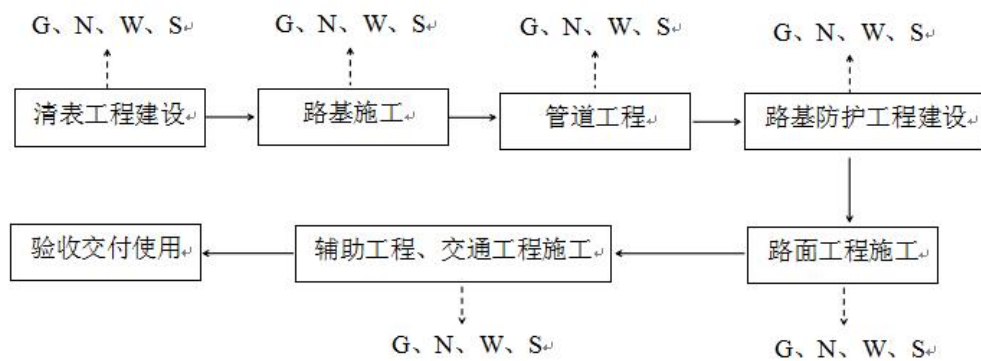 G、N、W、S
G、N、W、S
G、N、W、S
G、N、W、S
清表工程建设
路基施工
管道工程
路基防护工程建设
验收交付使用
辅助工程、交通工程施工
路面工程施工
G、N、W、S
G、N、W、S